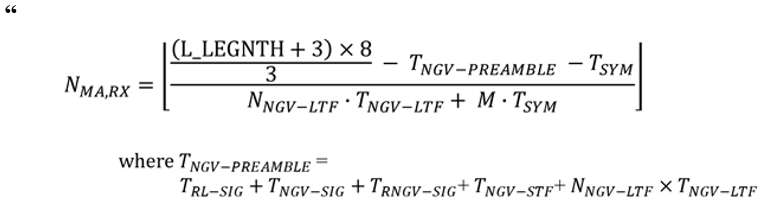 “
N_{MA,RX} = ⌊ ( (L_LEGNTH + 3) × 8 / 3 − T_{NGV−PREAMBLE} − T_{SYM} ) / ( N_{NGV−LTF} · T_{NGV−LTF} + M · T_{SYM} ) ⌋
where T_{NGV−PREAMBLE} =
T_{RL−SIG} + T_{NGV−SIG} + T_{RNGV−SIG} + T_{NGV−STF} + N_{NGV−LTF} × T_{NGV−LTF}